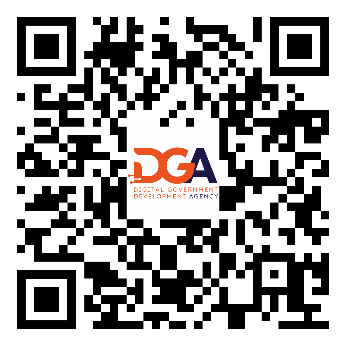 DGA
DIGITAL GOVERNMENT
DEVELOPMENT AGENCY